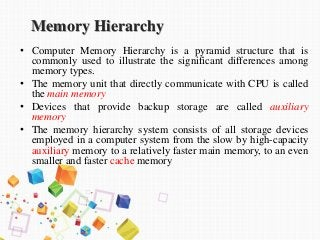 Memory Hierarchy
• Computer Memory Hierarchy is a pyramid structure that is
commonly used to illustrate the significant differences among
memory types.
• The memory unit that directly communicate with CPU is called
the main memory
• Devices that provide backup storage are called auxiliary
memory
• The memory hierarchy system consists of all storage devices
employed in a computer system from the slow by high-capacity
auxiliary memory to a relatively faster main memory, to an even
smaller and faster cache memory